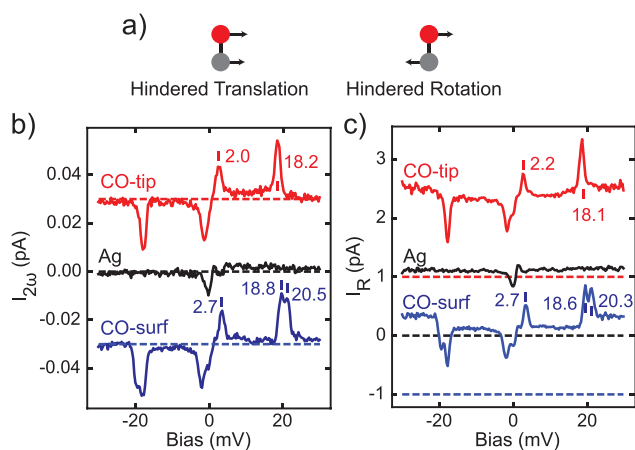 a)
Hindered Translation
Hindered Rotation
b)
CO-tip
2.0
18.2
Ag
2.7
18.8
20.5
CO-surf
0.04
0.02
0.00
-0.02
-0.04
I2ω (pA)
-20
0
20
Bias (mV)
c)
CO-tip
2.2
18.1
Ag
2.7
18.6
20.3
CO-surf
3
2
1
0
-1
IR (pA)
-20
0
20
Bias (mV)